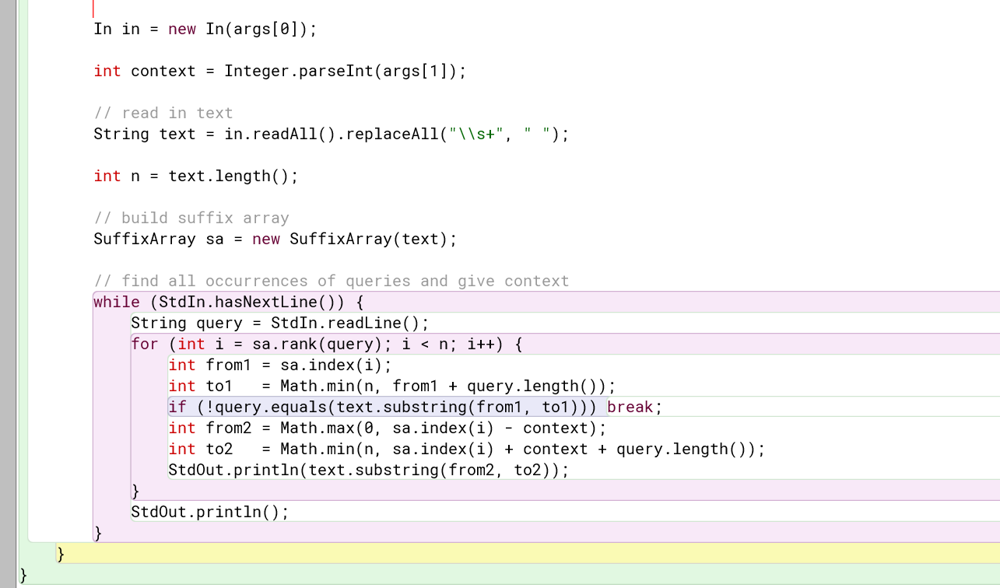 In in = new In(args[0]);
int context = Integer.parseInt(args[1]);
// read in text
String text = in.readAll().replaceAll("\\s+", " ");
int n = text.length();
// build suffix array
SuffixArray sa = new SuffixArray(text);
// find all occurrences of queries and give context
while (StdIn.hasNextLine()) {
    String query = StdIn.readLine();
    for (int i = sa.rank(query); i < n; i++) {
        int from1 = sa.index(i);
        int to1   = Math.min(n, from1 + query.length());
        if (!query.equals(text.substring(from1, to1))) break;
        int from2 = Math.max(0, sa.index(i) - context);
        int to2   = Math.min(n, sa.index(i) + context + query.length());
        StdOut.println(text.substring(from2, to2));
    }
    StdOut.println();
}
}
}